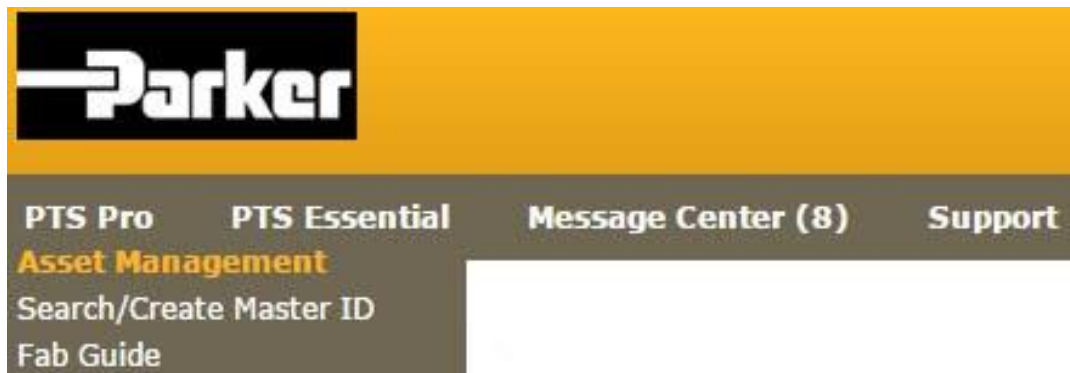 Parker
PTS Pro PTS Essential Message Center (8) Support
Asset Management
Search/Create Master ID
Fab Guide